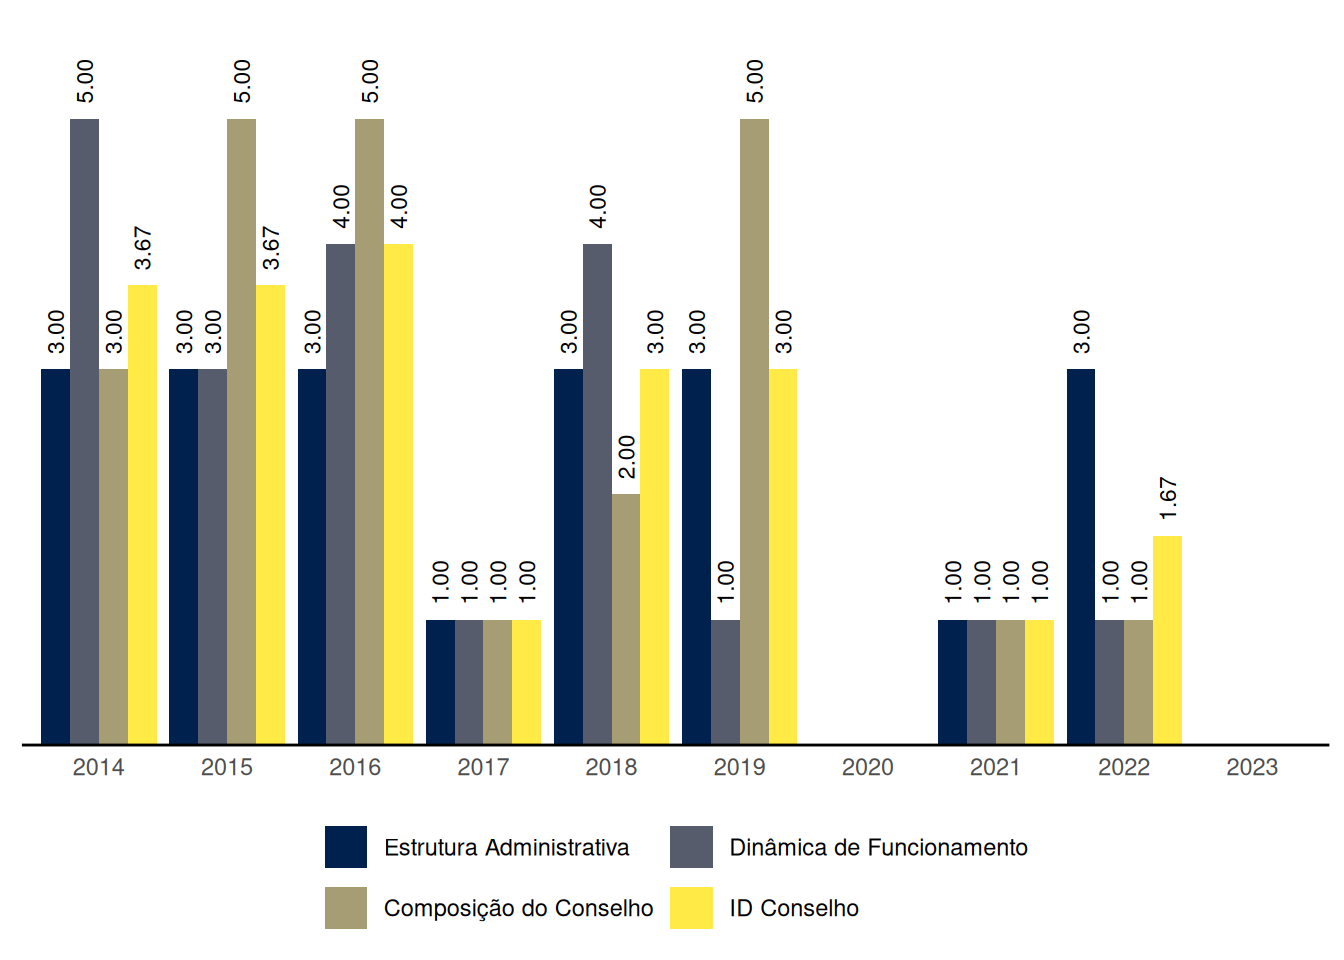 5.00 5.00 5.00 5.00
4.00 4.00 4.00
3.67 3.67
3.00 3.00 3.00 3.00 3.00 3.00 3.00 3.00 3.00 3.00
2.00
1.67
1.00 1.00 1.00 1.00 1.00 1.00 1.00 1.00 1.00 1.00 1.00
2014 2015 2016 2017 2018 2019 2020 2021 2022 2023
Estrutura Administrativa Dinâmica de Funcionamento
Composição do Conselho ID Conselho